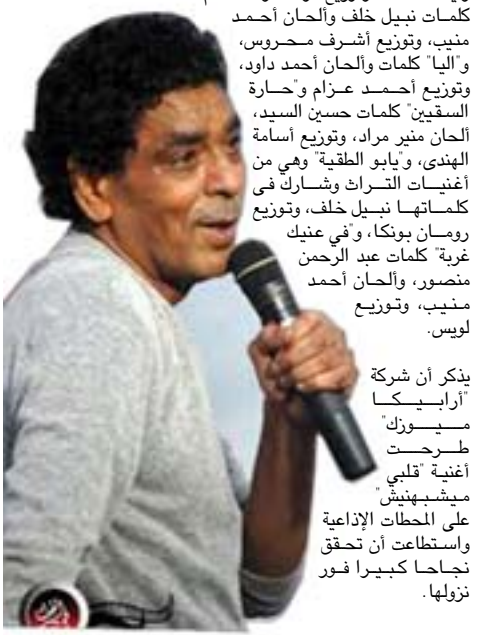 كلمات نبيل خلف وألحان أحمد
منيب، وتوزيع أشرف محروس،
و"اليا" كلمات وألحان أحمد داود،
وتوزيع أحمد عزام و"حارة
السقيين" كلمات حسين السيد،
ألحان منير مراد، وتوزيع أسامة
الهندى، و"يابو الطقية" وهي من
أغنيات التراث وشارك فى
كلماتها نبيل خلف، وتوزيع
رومان بونكا، و"في عنيك
غربة" كلمات عبد الرحمن
منصور، وألحان أحمد
منيب، وتوزيع
لويس.
يذكر أن شركة
"أرابيكا
ميوزك"
طرحت
أغنية "قلبي
ميشبهنيش"
على المحطات الإذاعية
واستطاعت أن تحقق
نجاحا كبيرا فور
نزولها.